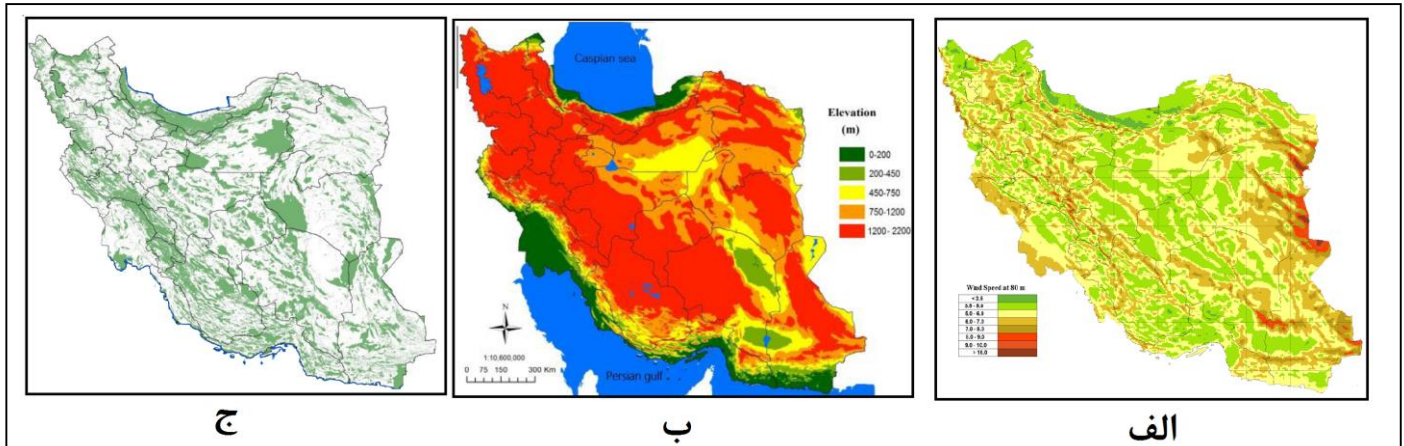 Caspian sea
Elevation
(m)
0-200
200-450
450-750
750-1200
1200- 2200
N
1:10,600,000
0 75 150 300 Km
Persian gulf
Wind Speed at 80 m
ج
ب
الف